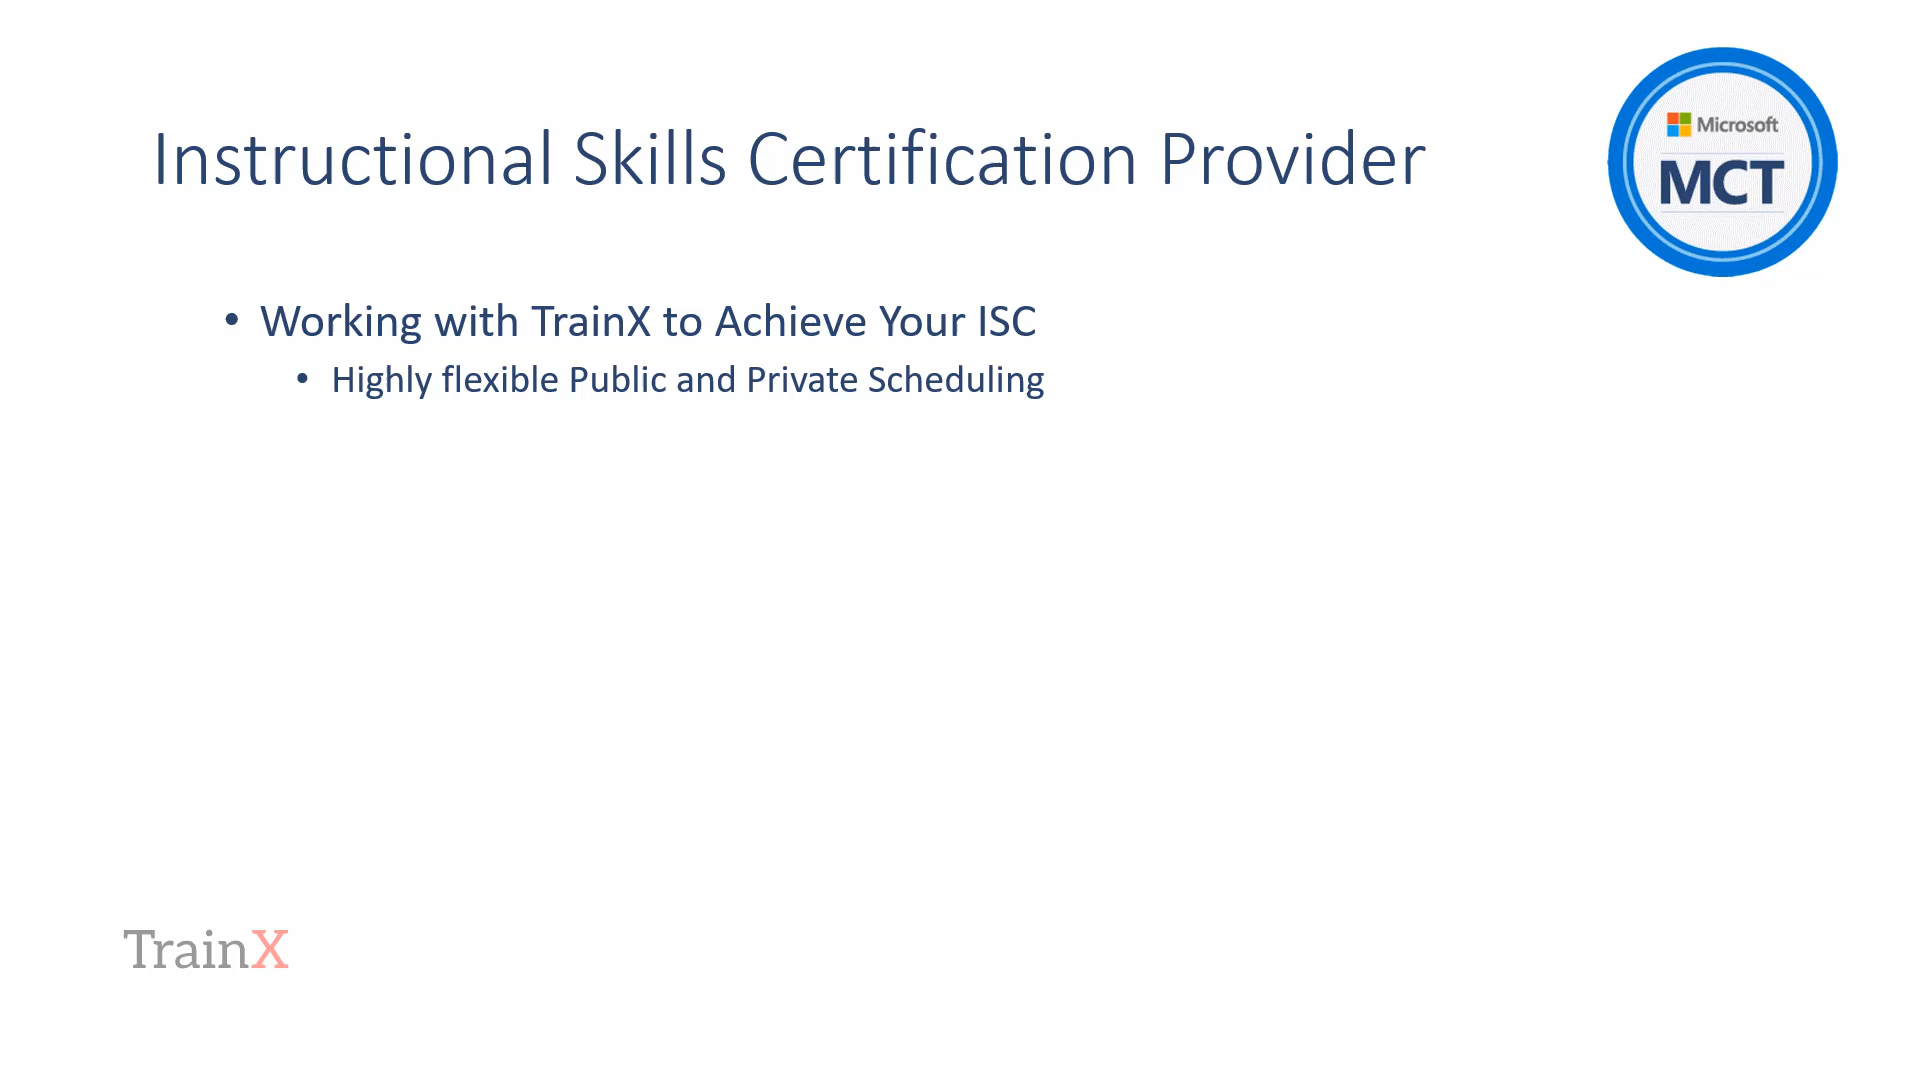 Instructional Skills Certification Provider
Microsoft
MCT
• Working with TrainX to Achieve Your ISC
• Highly flexible Public and Private Scheduling
TrainX